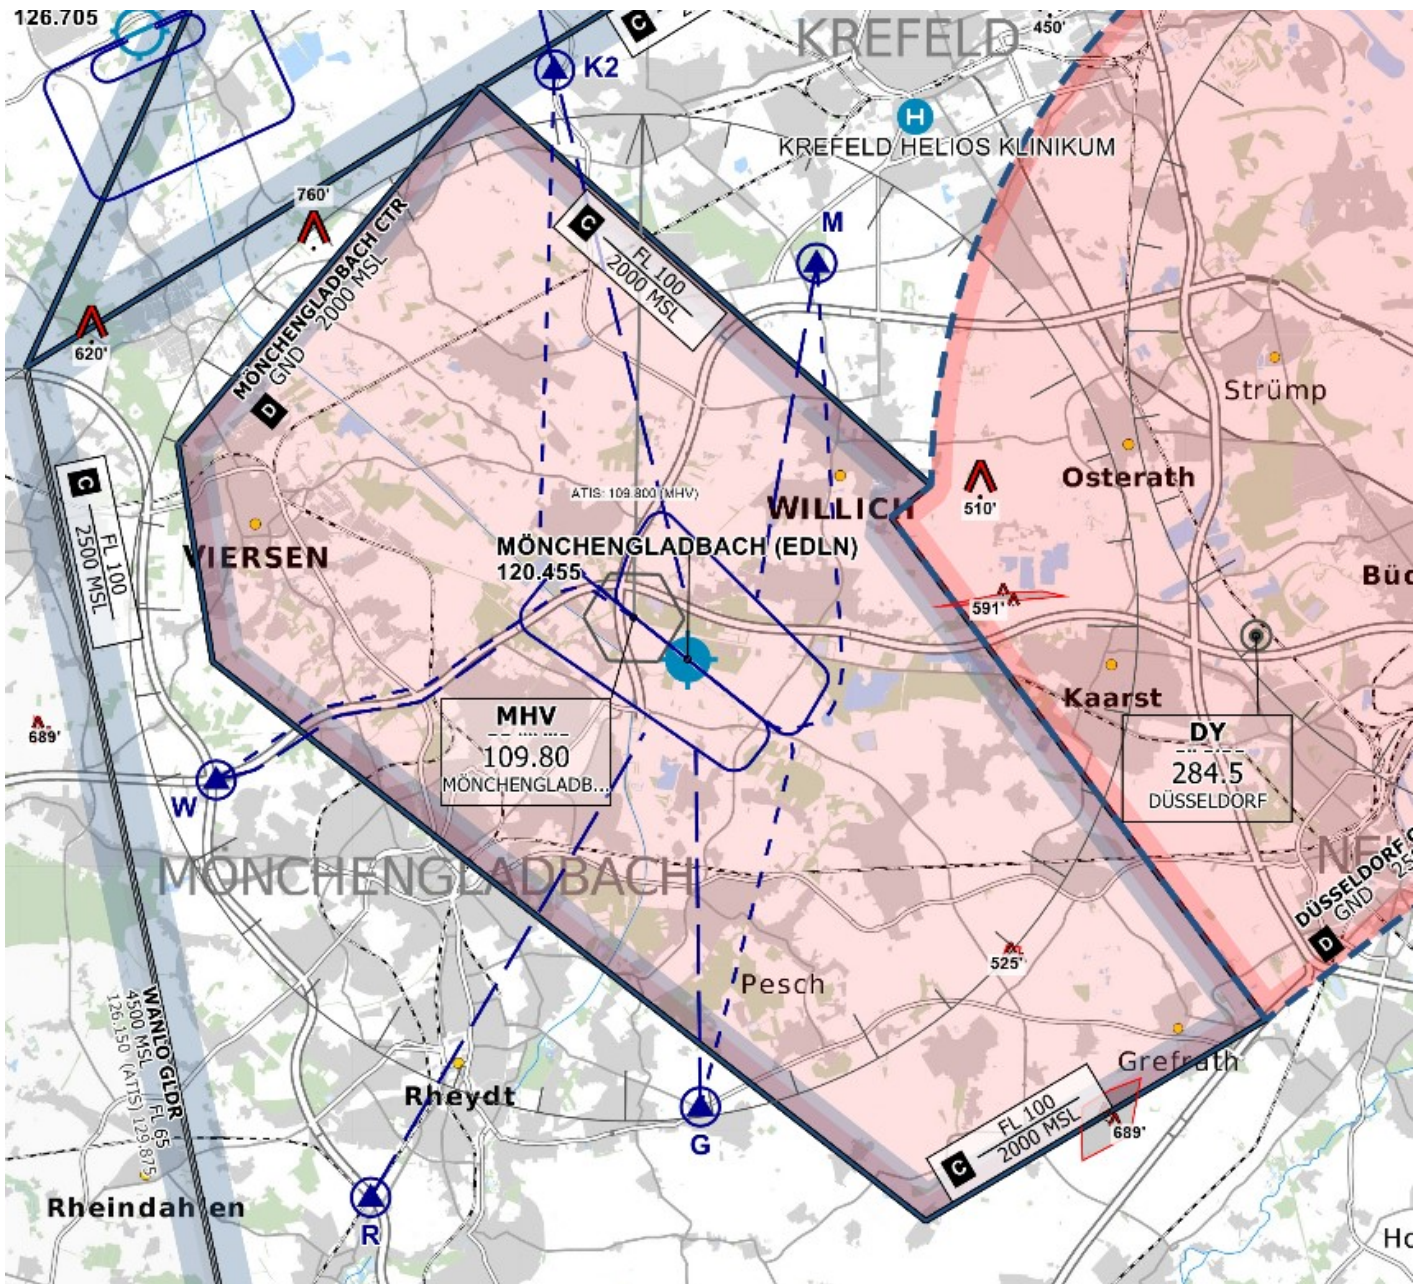 126.705
C
450'
KREFELD
K2
H
KREFELD HELIOS KLINIKUM
760'
MÖNCHENGLADBACH CTR
2000 MSL
GND
D
C
FL 100
2000 MSL
M
620'
Strümp
Osterath
510'
C
FL 100
2500 MSL
ATIS: 109.800 (MHV)
WILLICH
VIERSEN
MÖNCHENGLADBACH (EDLN)
120.455
591'
Büc
Kaarst
689'
MHV
109.80
MÖNCHENGLADB...
DY
284.5
DÜSSELDORF
W
MÖNCHENGLADBACH
NE
DÜSSELDORF C
25
GND
D
525'
Pesch
WANLO GLDR
4500 MSL / FL 65
126.150 (ATIS) 129.875
Grefrath
Rheydt
C
FL 100
2000 MSL
689'
G
Rheindahlen
R
Ho